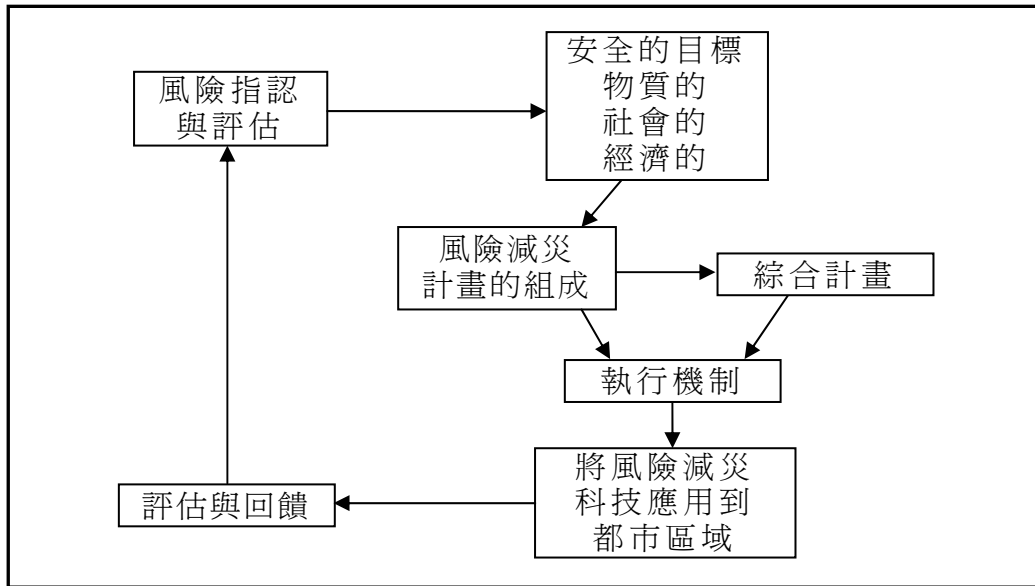 風險指認
與評估
安全的目標
物質的
社會的
經濟的
風險減災
計畫的組成
綜合計畫
執行機制
將風險減災
科技應用到
都市區域
評估與回饋